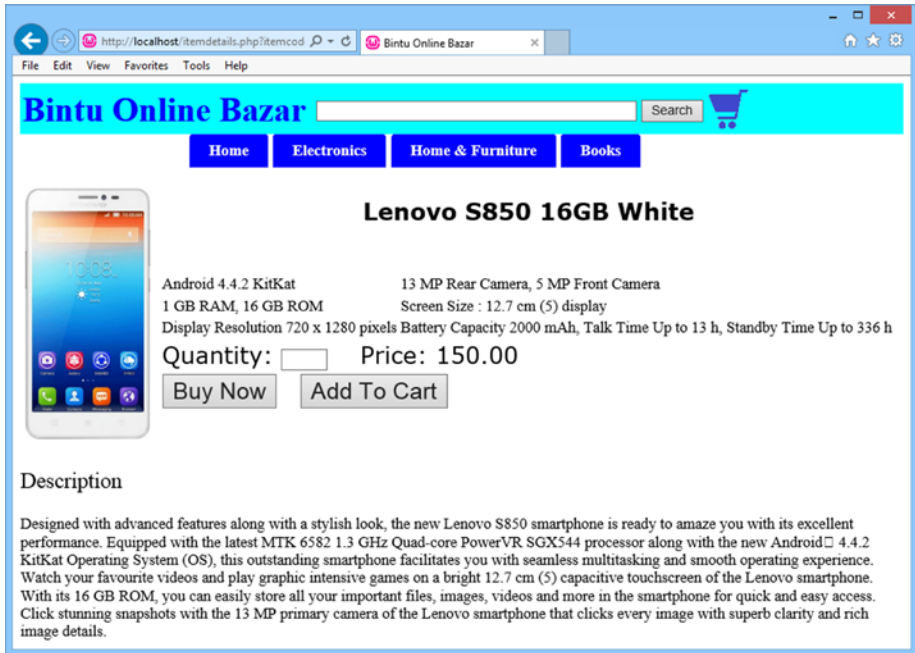 http://localhost/itemdetails.php?itemcod
Bintu Online Bazar
File Edit View Favorites Tools Help
Bintu Online Bazar Search
Home Electronics Home & Furniture Books
Lenovo S850 16GB White
Android 4.4.2 KitKat 13 MP Rear Camera, 5 MP Front Camera
1 GB RAM, 16 GB ROM Screen Size : 12.7 cm (5) display
Display Resolution 720 x 1280 pixels Battery Capacity 2000 mAh, Talk Time Up to 13 h, Standby Time Up to 336 h
Quantity: Price: 150.00
Buy Now Add To Cart
Description
Designed with advanced features along with a stylish look, the new Lenovo S850 smartphone is ready to amaze you with its excellent
performance. Equipped with the latest MTK 6582 1.3 GHz Quad-core PowerVR SGX544 processor along with the new Android□ 4.4.2
KitKat Operating System (OS), this outstanding smartphone facilitates you with seamless multitasking and smooth operating experience.
Watch your favourite videos and play graphic intensive games on a bright 12.7 cm (5) capacitive touchscreen of the Lenovo smartphone.
With its 16 GB ROM, you can easily store all your important files, images, videos and more in the smartphone for quick and easy access.
Click stunning snapshots with the 13 MP primary camera of the Lenovo smartphone that clicks every image with superb clarity and rich
image details.